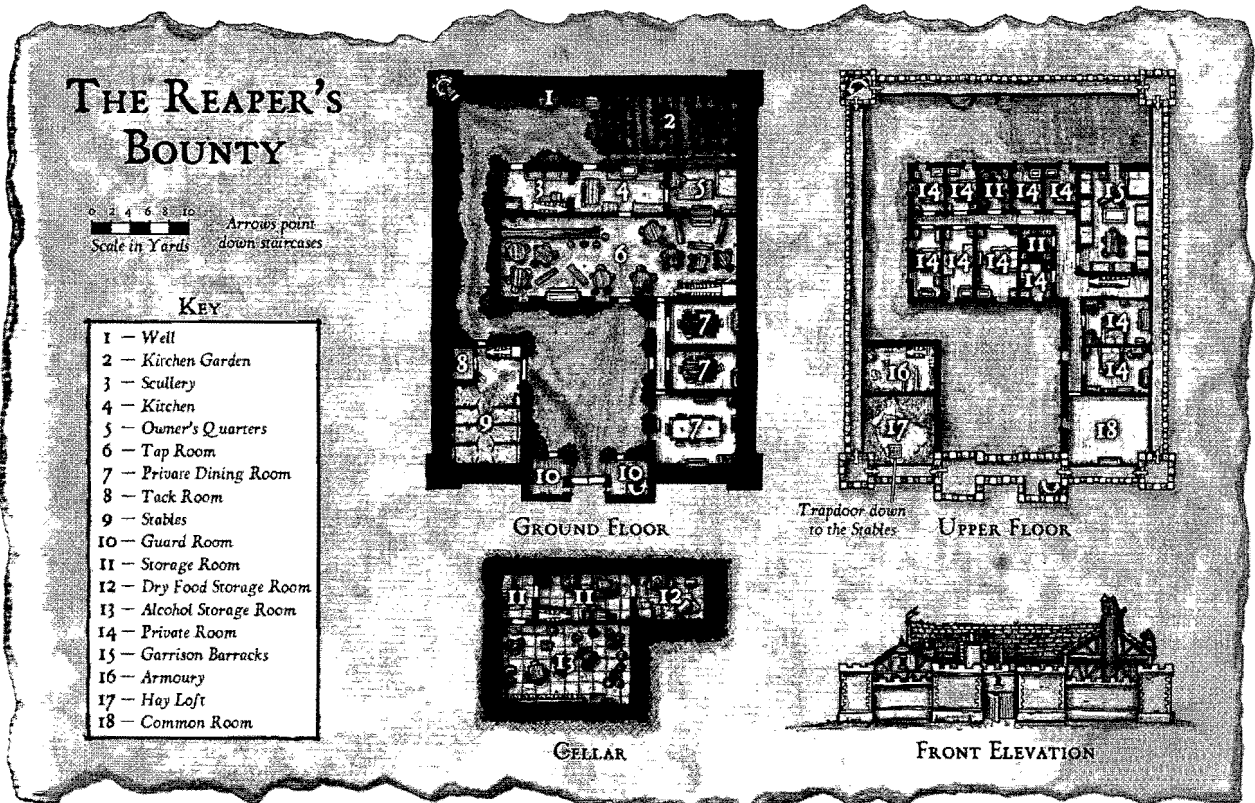 THE REAPER'S
BOUNTY
0 2 4 6 8 10
Scale in Yards
Arrows point
down staircases
KEY
1 – Well
2 – Kitchen Garden
3 – Scullery
4 – Kitchen
5 – Owner's Quarters
6 – Tap Room
7 – Private Dining Room
8 – Tack Room
9 – Stables
10 – Guard Room
11 – Storage Room
12 – Dry Food Storage Room
13 – Alcohol Storage Room
14 – Private Room
15 – Garrison Barracks
16 – Armoury
17 – Hay Loft
18 – Common Room
1
2
3 4 5
6
7
7
8
9
7
10 10
GROUND FLOOR
14 14 11 14 14 15
11
14 14 14
14
14
14
16
17
18
Trapdoor down
to the Stables
UPPER FLOOR
11 11 12
13
CELLAR
FRONT ELEVATION